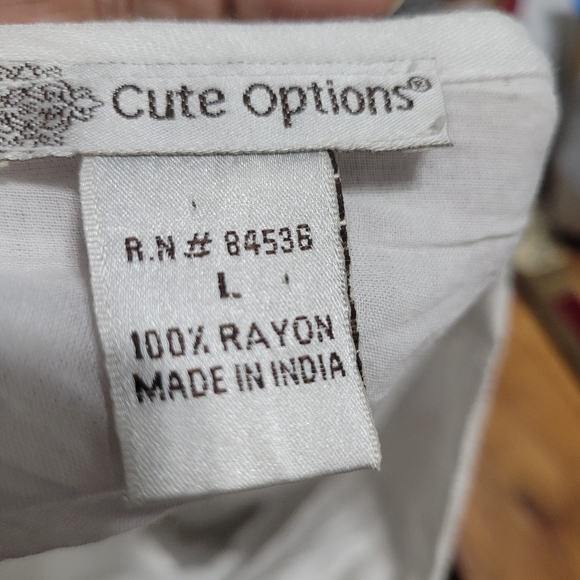 Cute Options®
R.N# 84536
L
100% RAYON
MADE IN INDIA